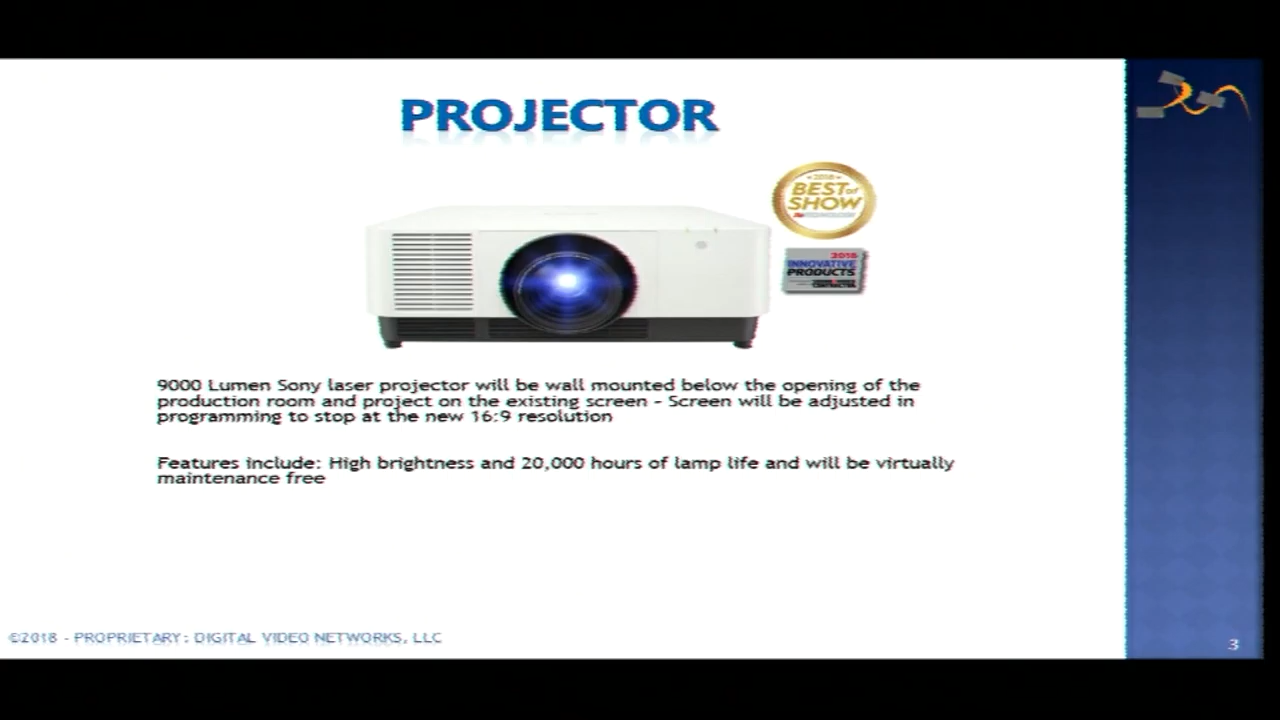 PROJECTOR
2018
BEST of
SHOW
2018
INNOVATIVE
PRODUCTS
9000 Lumen Sony laser projector will be wall mounted below the opening of the
production room and project on the existing screen - Screen will be adjusted in
programming to stop at the new 16:9 resolution
Features include: High brightness and 20,000 hours of lamp life and will be virtually
maintenance free
©2018 - PROPRIETARY: DIGITAL VIDEO NETWORKS, LLC
3